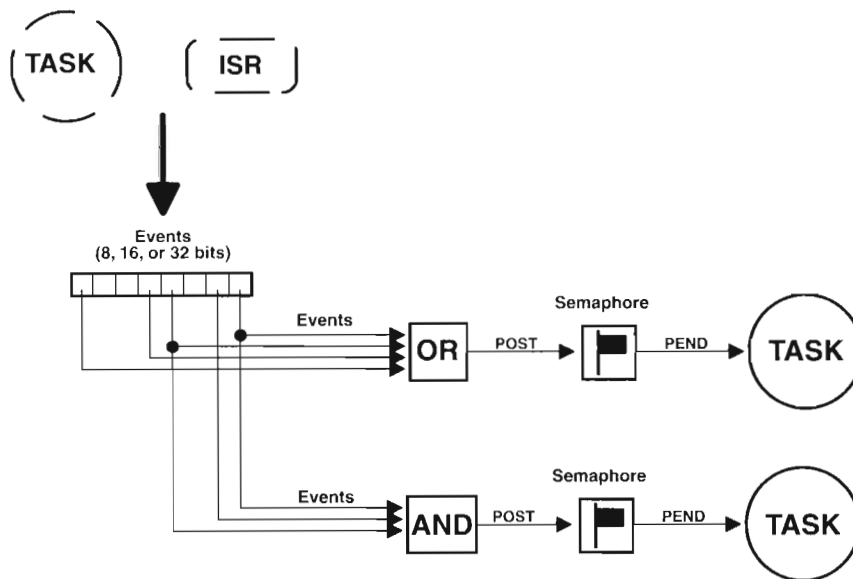 TASK
ISR
Events
(8, 16, or 32 bits)
Events
OR
POST
Semaphore
PEND
TASK
Events
AND
POST
Semaphore
PEND
TASK